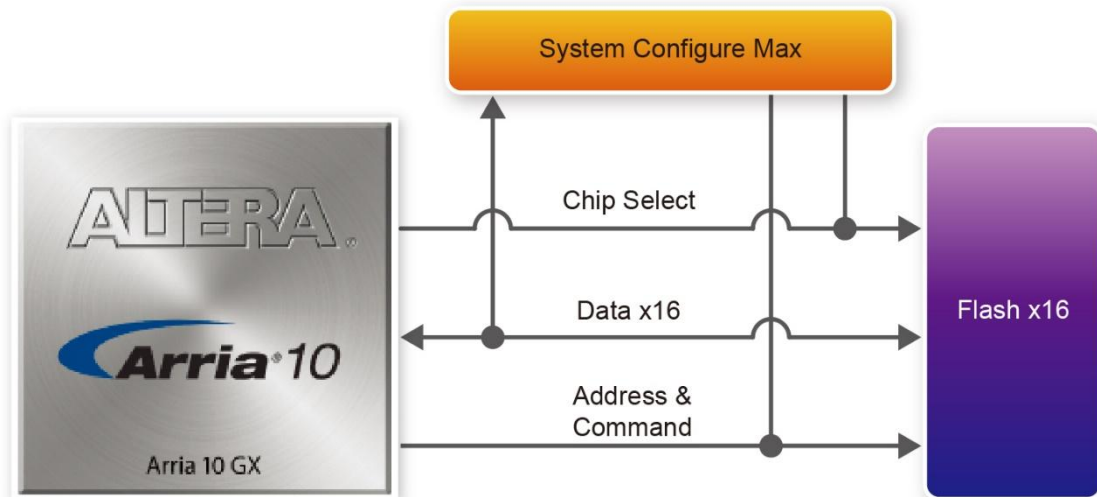 System Configure Max
ALTERA®
Chip Select
Data x16
Flash x16
Arria® 10
Address &
Command
Arria 10 GX